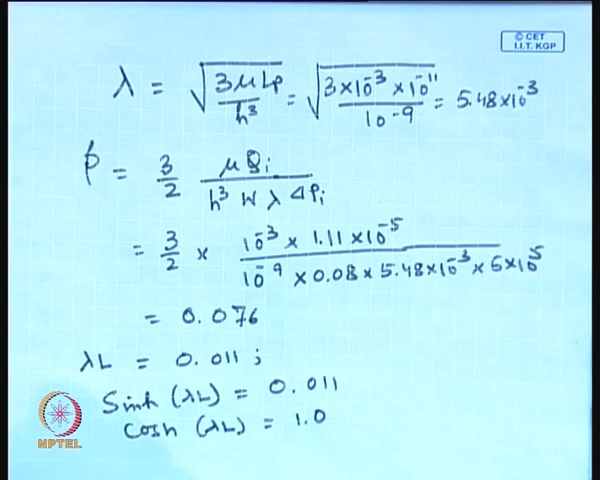 © CET
I.I.T. KGP
λ = √(3μLp / h³) = √(3×10⁻³ × 10⁻¹¹ / 10⁻⁹) = 5.48×10⁻³
p = 3/2 μQi / h³ W λ ΔPi
= 3/2 × 10⁻³ × 1.11×10⁻⁵ / 10⁻⁹ × 0.08 × 5.48×10⁻³ × 6×10⁵
= 0.076
λL = 0.011 ;
Sinh (λL) = 0.011
Cosh (λL) = 1.0
NPTEL